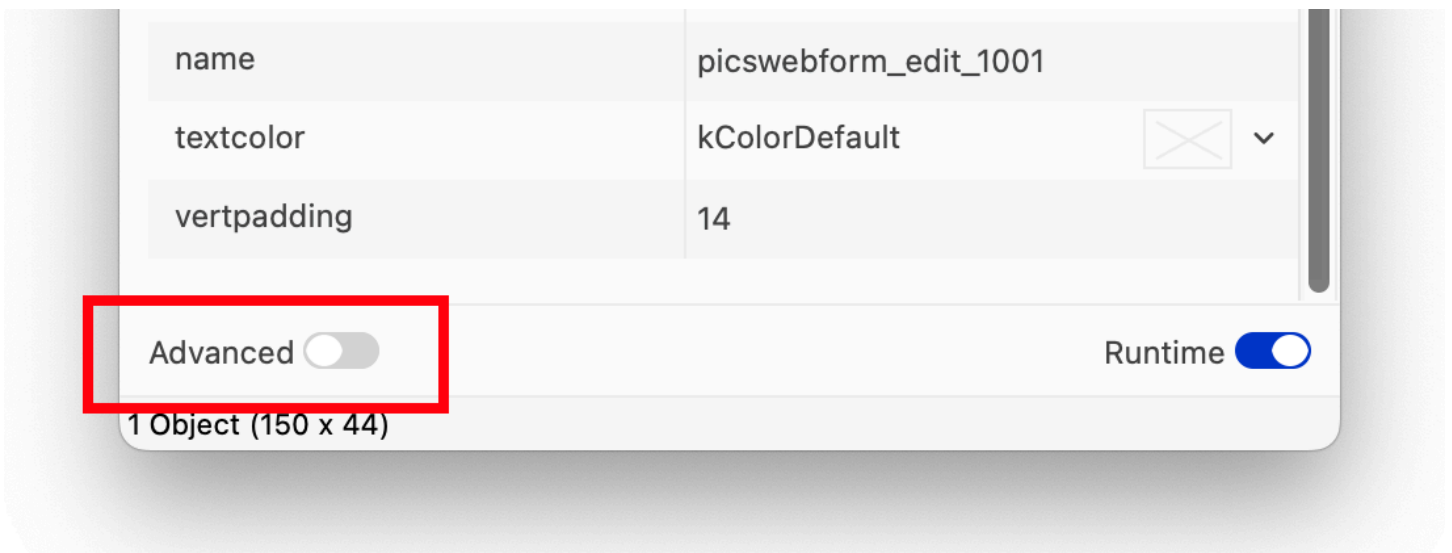 name picswebform_edit_1001
textcolor kColorDefault
vertpadding 14
Advanced Runtime
1 Object (150 x 44)